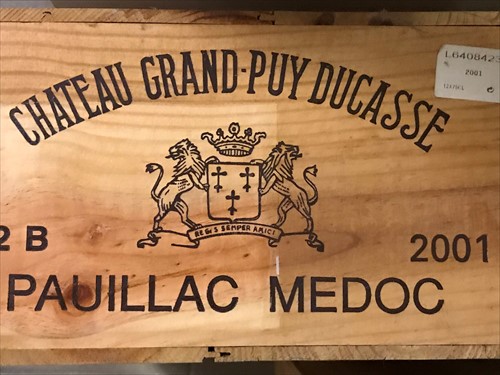 CHATEAU GRAND-PUY DUCASSE
L6408423
2001
REGIS SEMPER AMICI
2 B
2001
PAUILLAC MEDOC